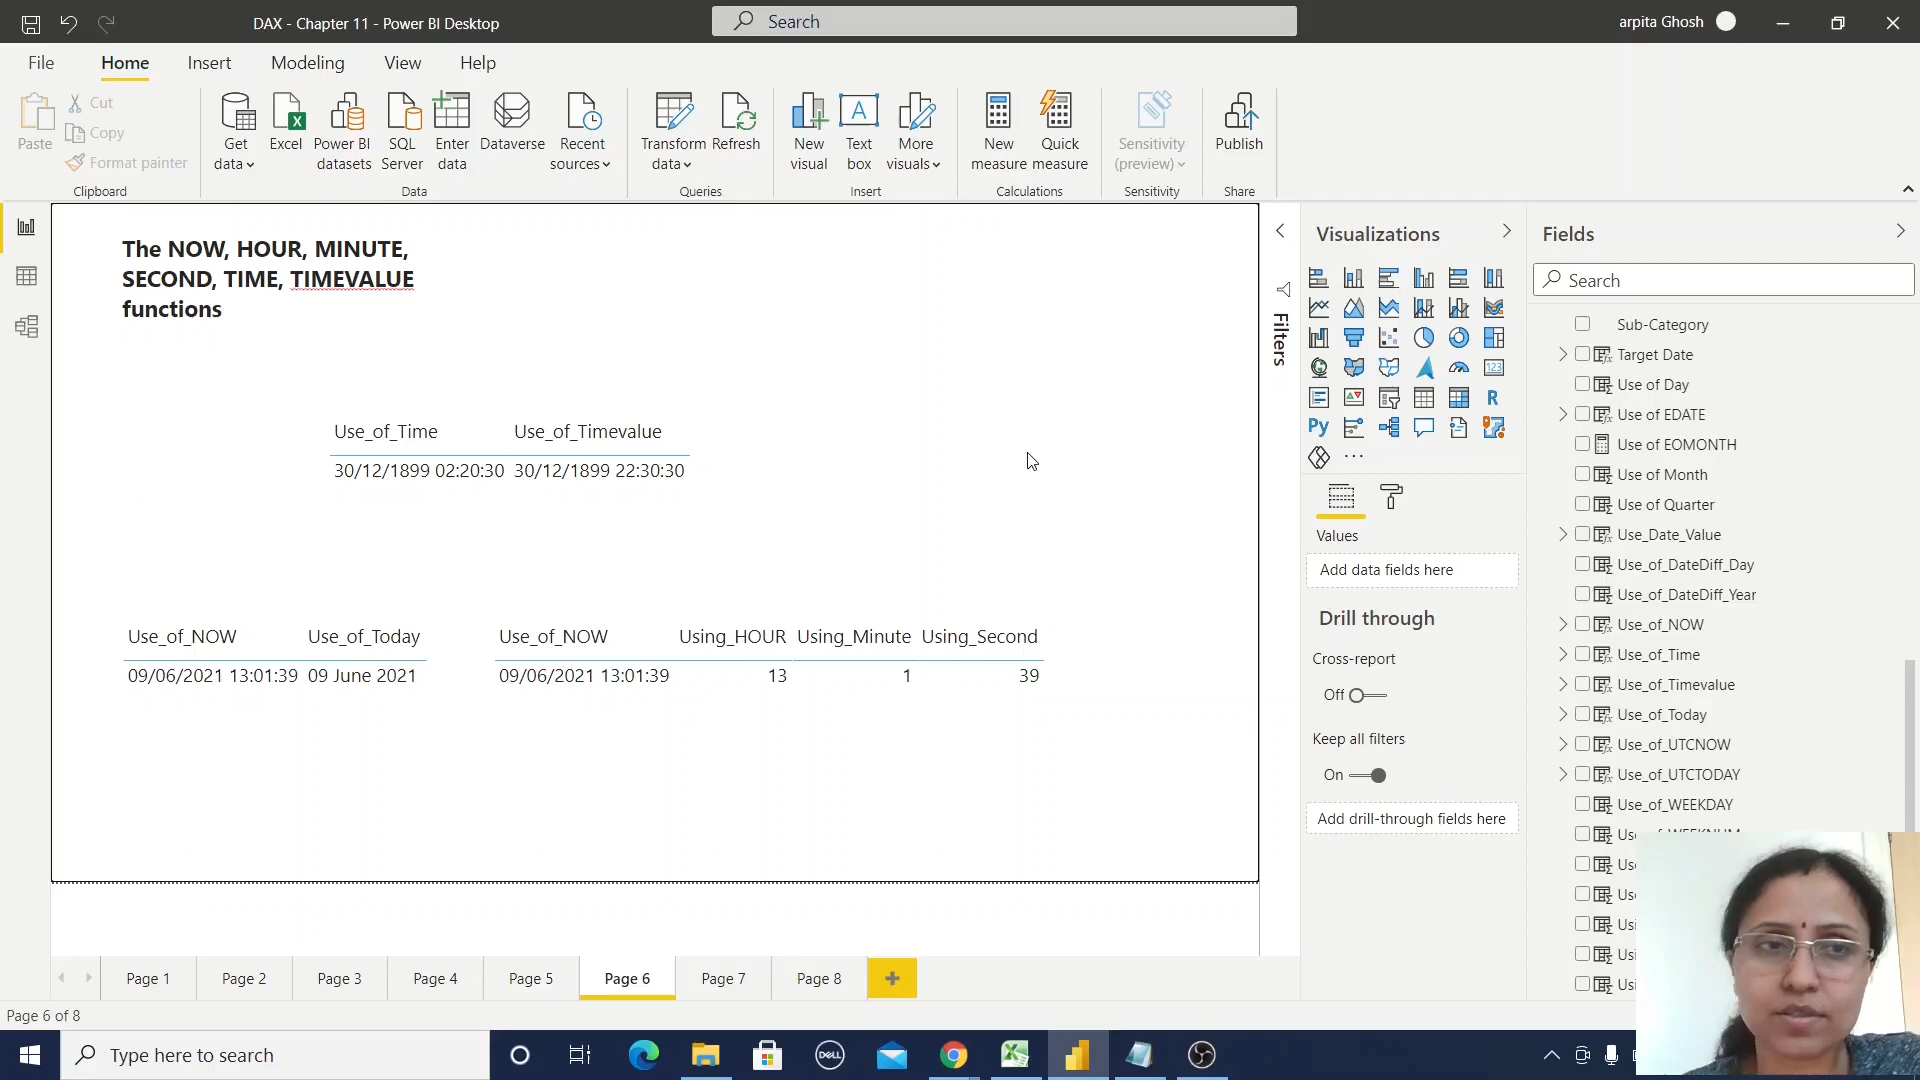 DAX - Chapter 11 - Power BI Desktop
Search
arpita Ghosh
File
Home
Insert
Modeling
View
Help
Paste
Cut
Copy
Format painter
Clipboard
Get data
Excel
Power BI datasets
SQL Server
Enter data
Dataverse
Recent sources
Data
Transform data
Refresh
Queries
New visual
Text box
More visuals
Insert
New measure
Quick measure
Calculations
Sensitivity (preview)
Sensitivity
Publish
Share
The NOW, HOUR, MINUTE,
SECOND, TIME, TIMEVALUE
functions
Use_of_Time Use_of_Timevalue
30/12/1899 02:20:30 30/12/1899 22:30:30
Use_of_NOW Use_of_Today
09/06/2021 13:01:39 09 June 2021
Use_of_NOW Using_HOUR Using_Minute Using_Second
09/06/2021 13:01:39 13 1 39
Filters
Visualizations
R
Py
123
Values
Add data fields here
Drill through
Cross-report
Off
Keep all filters
On
Add drill-through fields here
Fields
Search
Sub-Category
Target Date
Use of Day
Use of EDATE
Use of EOMONTH
Use of Month
Use of Quarter
Use_Date_Value
Use_of_DateDiff_Day
Use_of_DateDiff_Year
Use_of_NOW
Use_of_Time
Use_of_Timevalue
Use_of_Today
Use_of_UTCNOW
Use_of_UTCTODAY
Use_of_WEEKDAY
Page 1
Page 2
Page 3
Page 4
Page 5
Page 6
Page 7
Page 8
Page 6 of 8
Type here to search
DELL